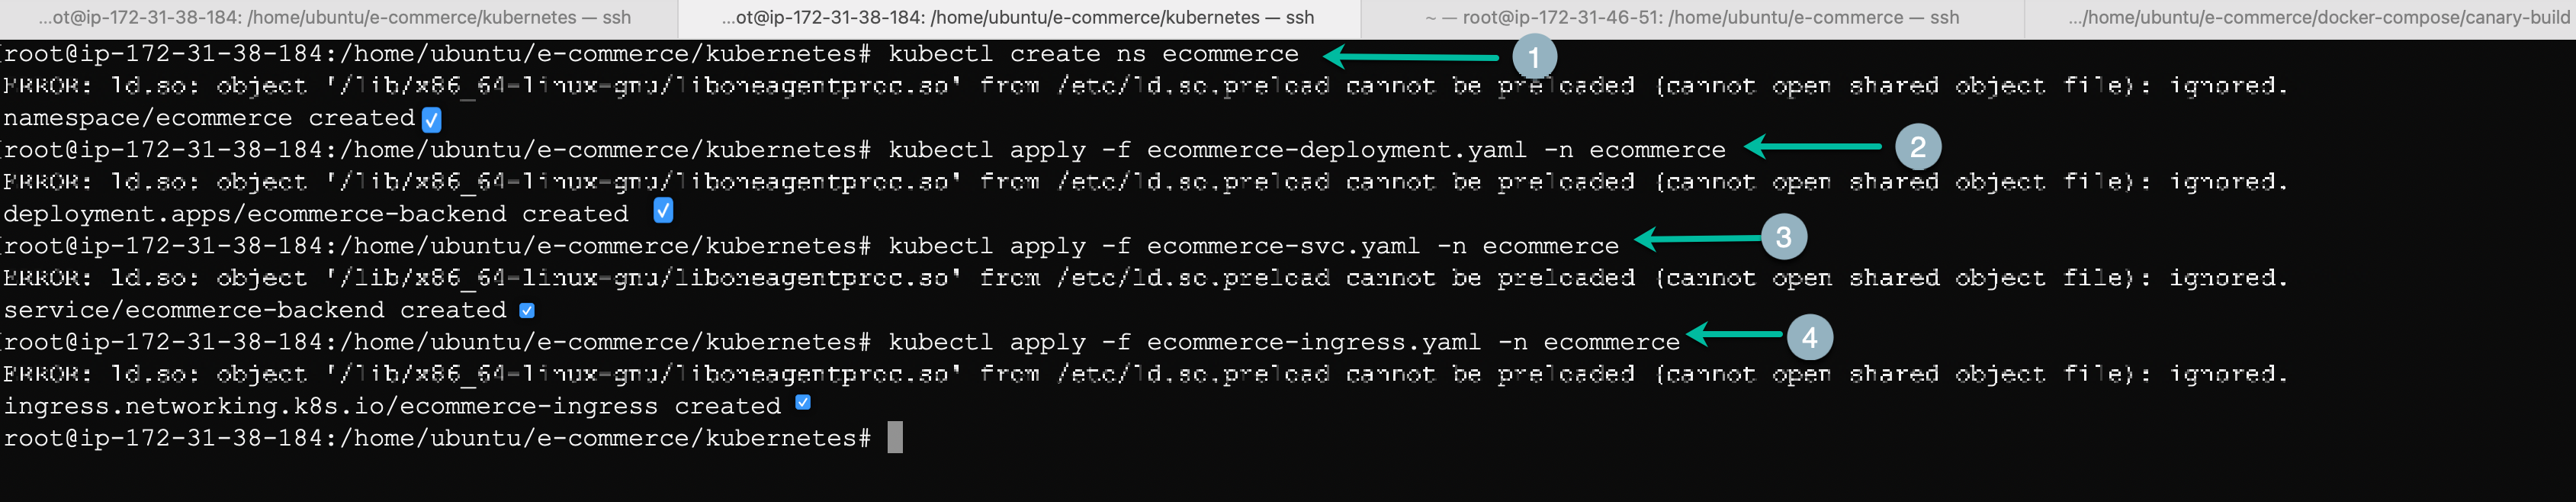 ...ot@ip-172-31-38-184: /home/ubuntu/e-commerce/kubernetes — ssh
...ot@ip-172-31-38-184: /home/ubuntu/e-commerce/kubernetes — ssh
~ — root@ip-172-31-46-51: /home/ubuntu/e-commerce — ssh
.../home/ubuntu/e-commerce/docker-compose/canary-build
[root@ip-172-31-38-184:/home/ubuntu/e-commerce/kubernetes# kubectl create ns ecommerce 1
ERROR: ld.so: object '/lib/x86_64-linux-gnu/liboneagentproc.so' from /etc/ld.so.preload cannot be preloaded (cannot open shared object file): ignored.
namespace/ecommerce created
[root@ip-172-31-38-184:/home/ubuntu/e-commerce/kubernetes# kubectl apply -f ecommerce-deployment.yaml -n ecommerce 2
ERROR: ld.so: object '/lib/x86_64-linux-gnu/liboneagentproc.so' from /etc/ld.so.preload cannot be preloaded (cannot open shared object file): ignored.
deployment.apps/ecommerce-backend created
[root@ip-172-31-38-184:/home/ubuntu/e-commerce/kubernetes# kubectl apply -f ecommerce-svc.yaml -n ecommerce 3
ERROR: ld.so: object '/lib/x86_64-linux-gnu/liboneagentproc.so' from /etc/ld.so.preload cannot be preloaded (cannot open shared object file): ignored.
service/ecommerce-backend created
[root@ip-172-31-38-184:/home/ubuntu/e-commerce/kubernetes# kubectl apply -f ecommerce-ingress.yaml -n ecommerce 4
ERROR: ld.so: object '/lib/x86_64-linux-gnu/liboneagentproc.so' from /etc/ld.so.preload cannot be preloaded (cannot open shared object file): ignored.
ingress.networking.k8s.io/ecommerce-ingress created
root@ip-172-31-38-184:/home/ubuntu/e-commerce/kubernetes#